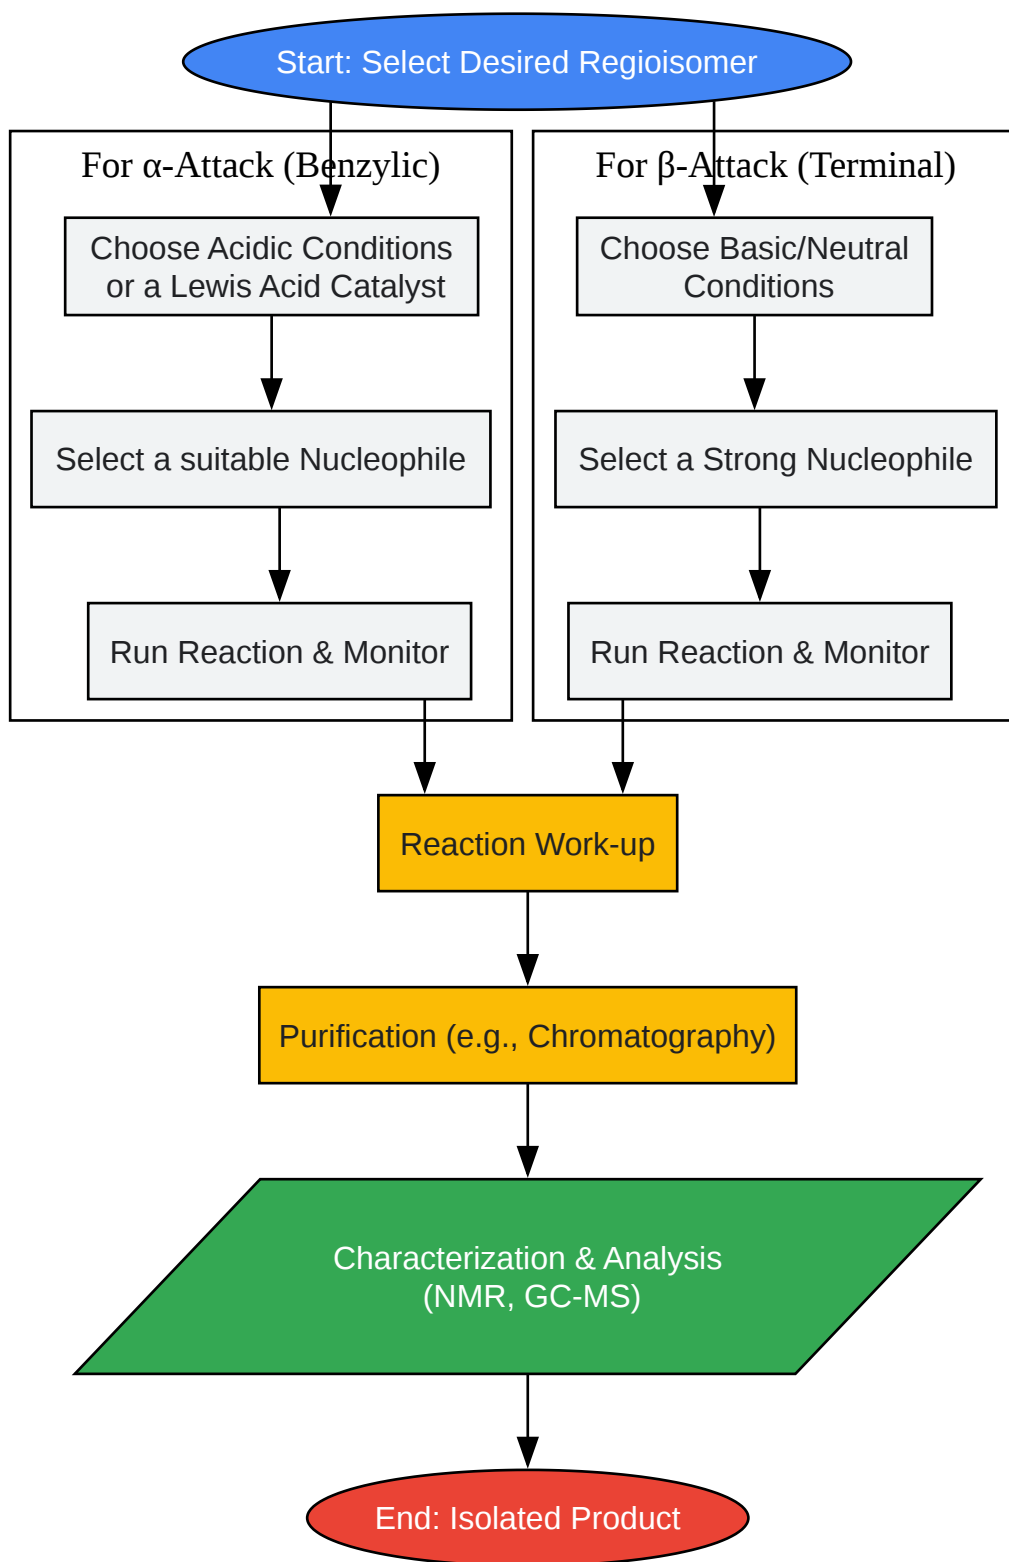 Start: Select Desired Regioisomer
For α-Attack (Benzylic)
Choose Acidic Conditions
or a Lewis Acid Catalyst
Select a suitable Nucleophile
Run Reaction & Monitor
For β-Attack (Terminal)
Choose Basic/Neutral
Conditions
Select a Strong Nucleophile
Run Reaction & Monitor
Reaction Work-up
Purification (e.g., Chromatography)
Characterization & Analysis
(NMR, GC-MS)
End: Isolated Product